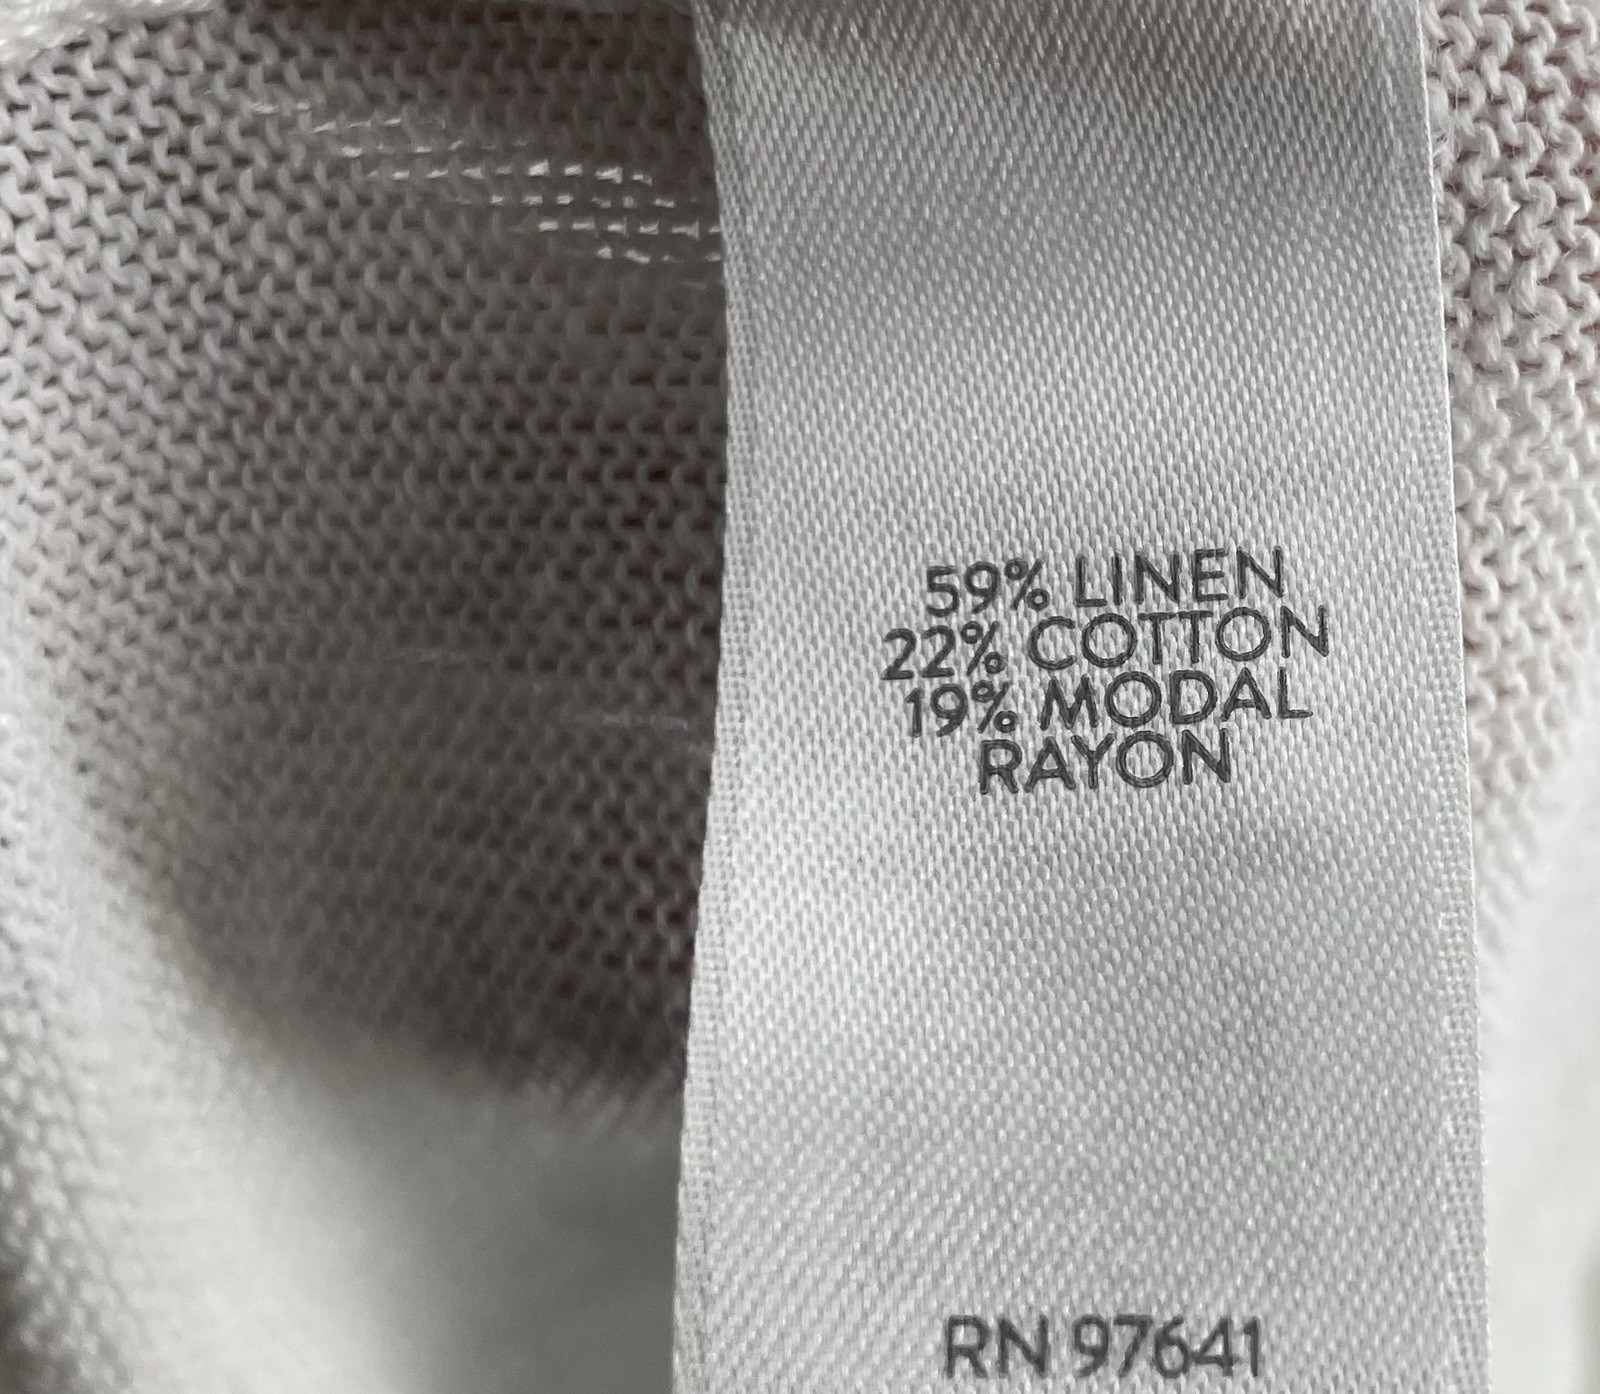 59% LINEN
22% COTTON
19% MODAL
RAYON
RN 97641